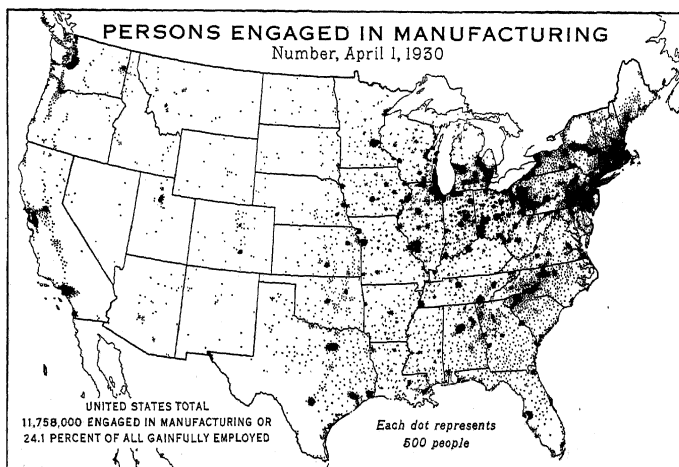 PERSONS ENGAGED IN MANUFACTURING
Number, April 1, 1930
UNITED STATES TOTAL
11,758,000 ENGAGED IN MANUFACTURING OR
24.1 PERCENT OF ALL GAINFULLY EMPLOYED
Each dot represents
500 people